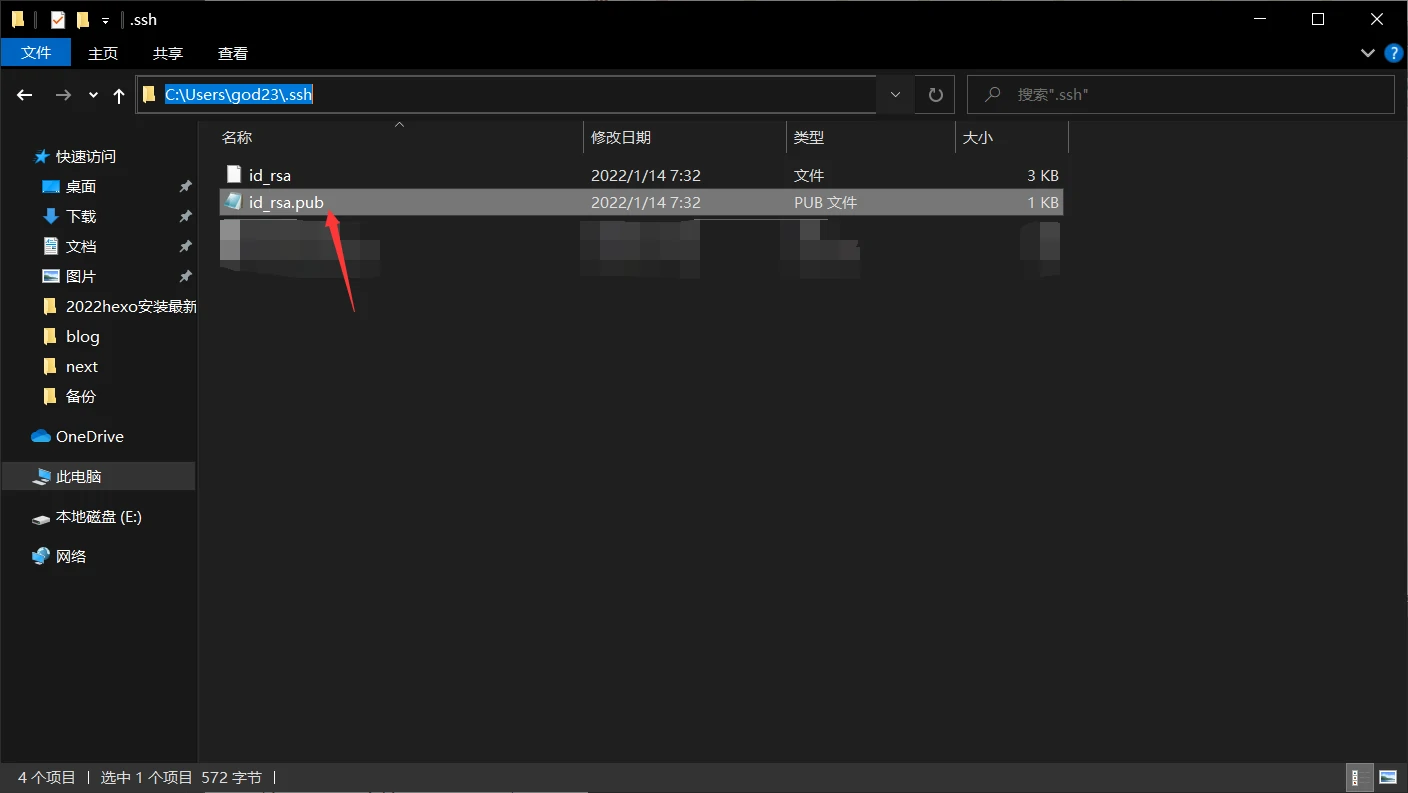 .ssh
文件 主页 共享 查看
C:\Users\god23\.ssh 搜索".ssh"
名称 修改日期 类型 大小
快速访问
id_rsa 2022/1/14 7:32 文件 3 KB
桌面
id_rsa.pub 2022/1/14 7:32 PUB 文件 1 KB
下载
文档
图片
2022hexo安装最新
blog
next
备份
OneDrive
此电脑
本地磁盘 (E:)
网络
4 个项目 选中 1 个项目 572 字节